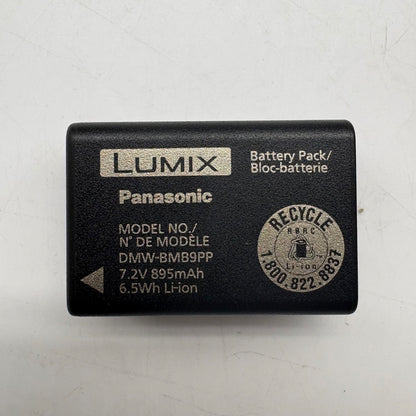 LUMIX
Battery Pack/
Bloc-batterie
Panasonic
MODEL NO./
N° DE MODÈLE
DMW-BMB9PP
7.2V 895mAh
6.5Wh Li-ion
RECYCLE
RBRC
Li-ion
1.800.822.8837